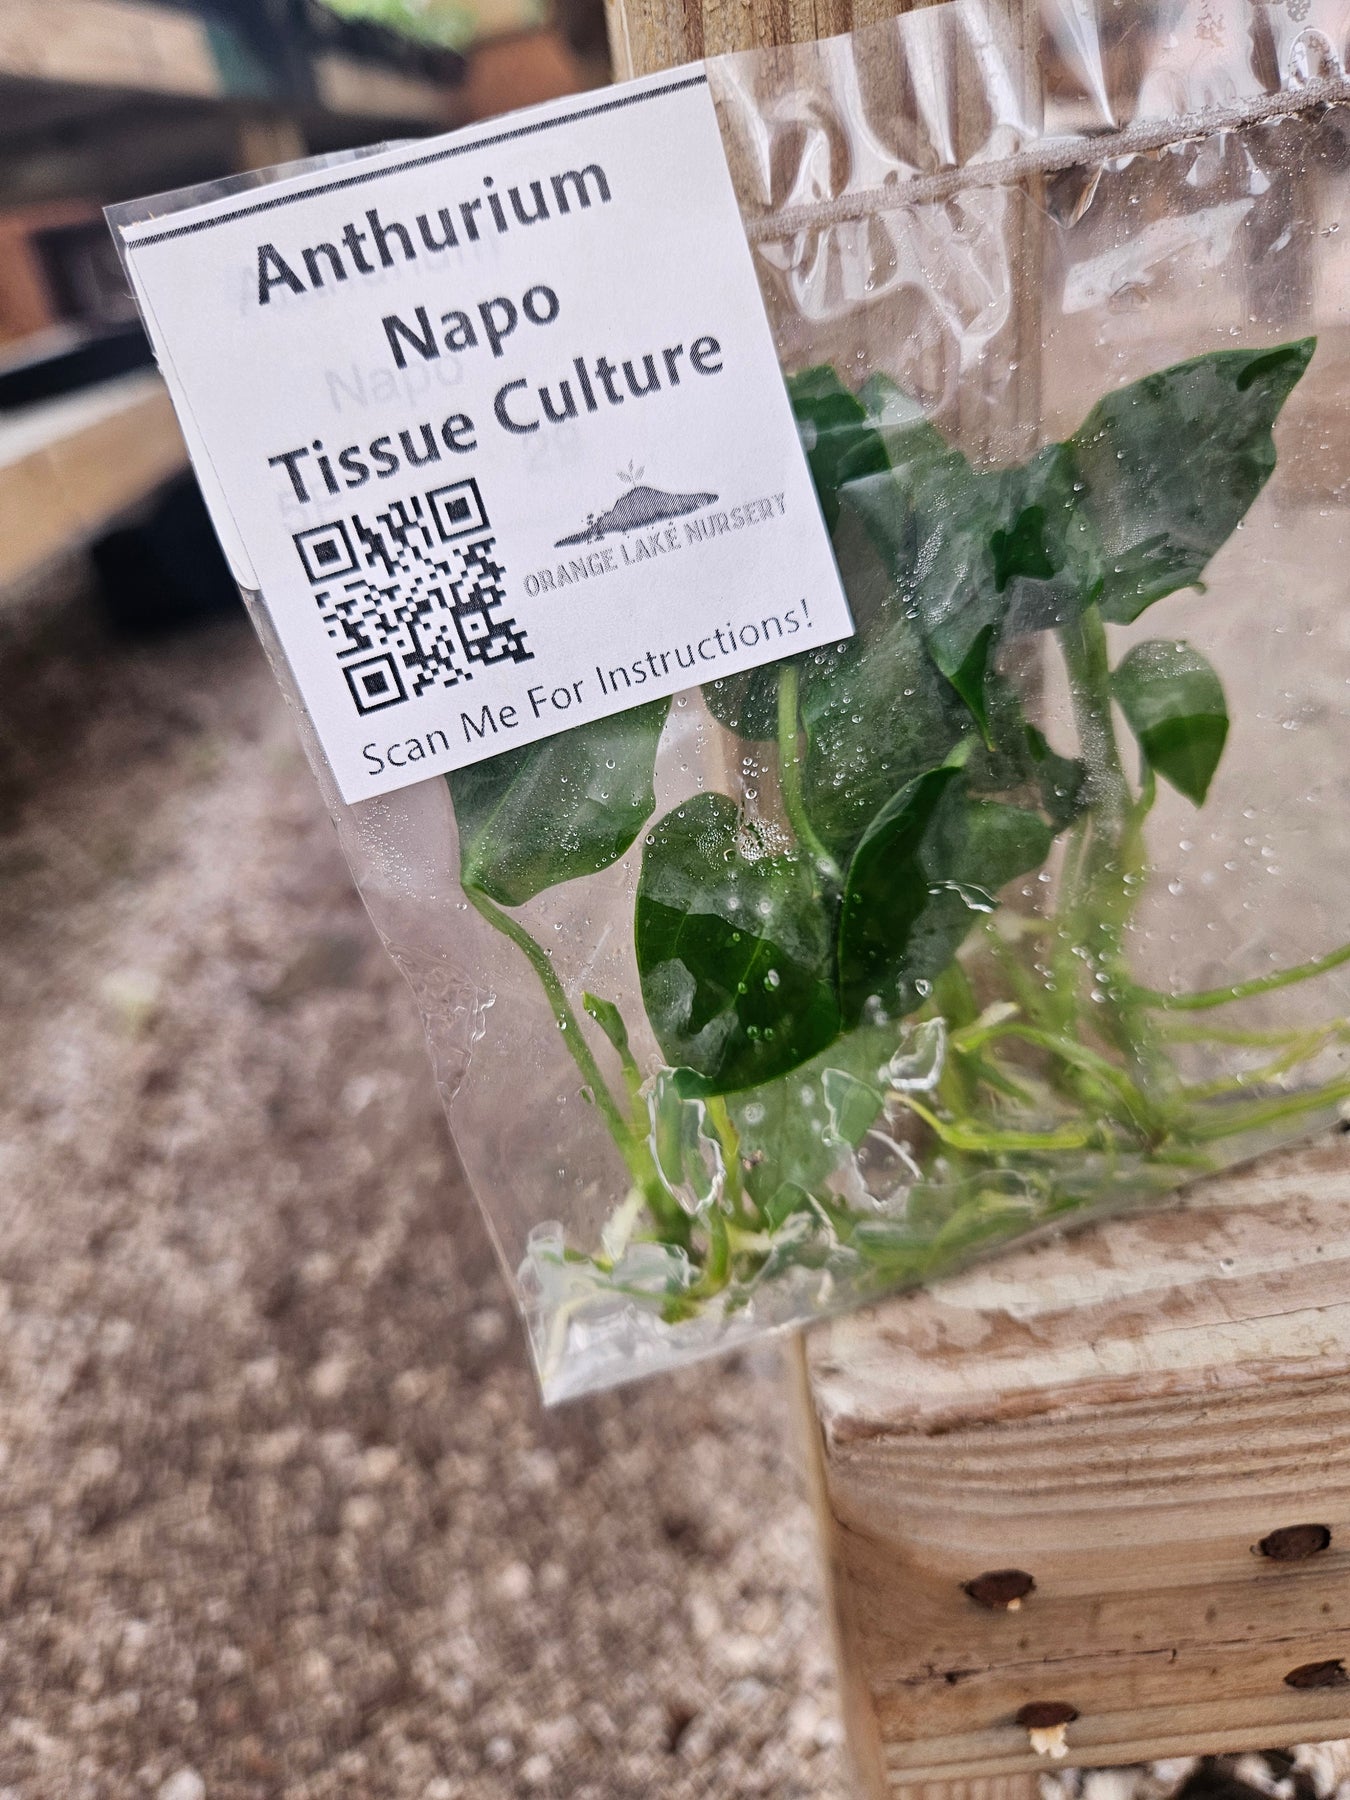 Anthurium
Napo
Tissue Culture
ORANGE LAKE NURSERY
Scan Me For Instructions!